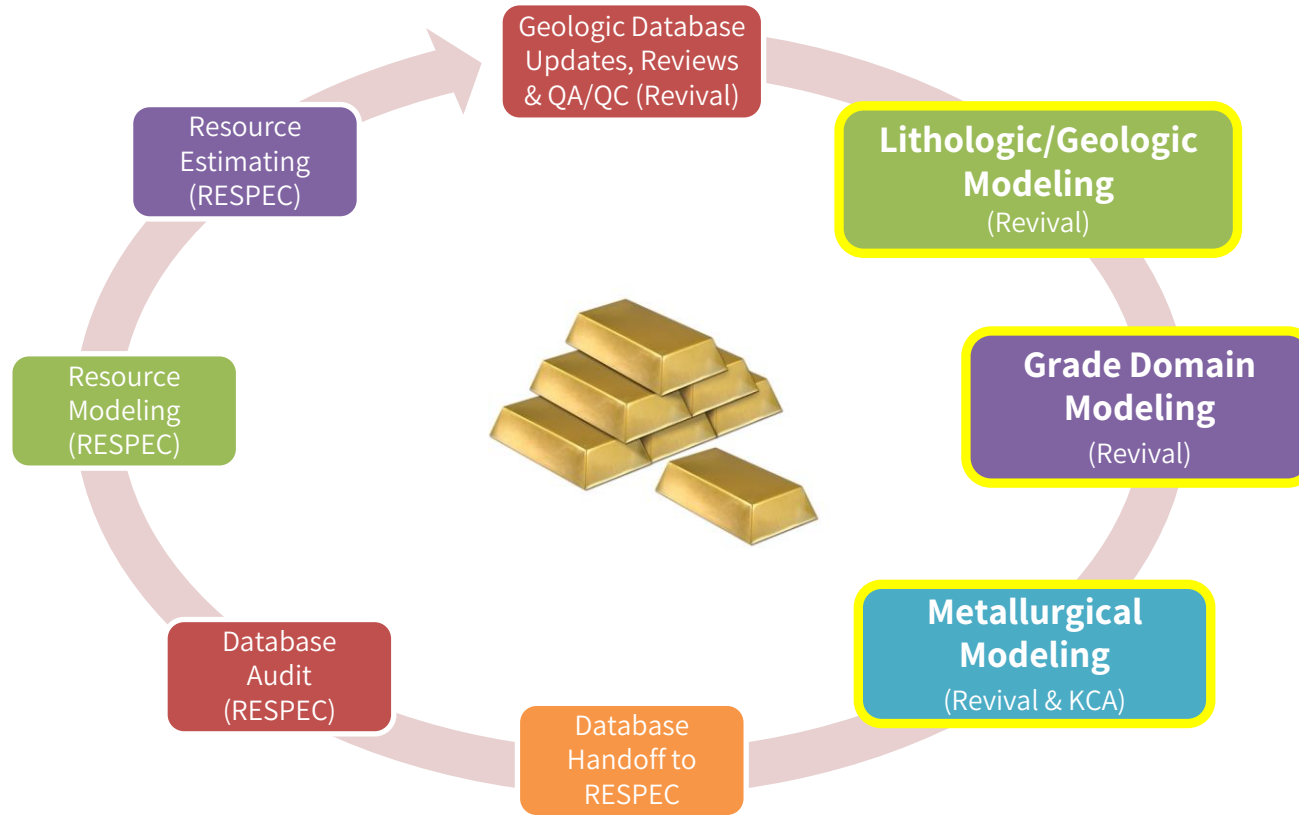 Geologic Database
Updates, Reviews
& QA/QC (Revival)
Lithologic/Geologic
Modeling
(Revival)
Grade Domain
Modeling
(Revival)
Metallurgical
Modeling
(Revival & KCA)
Database
Handoff to
RESPEC
Database
Audit
(RESPEC)
Resource
Modeling
(RESPEC)
Resource
Estimating
(RESPEC)